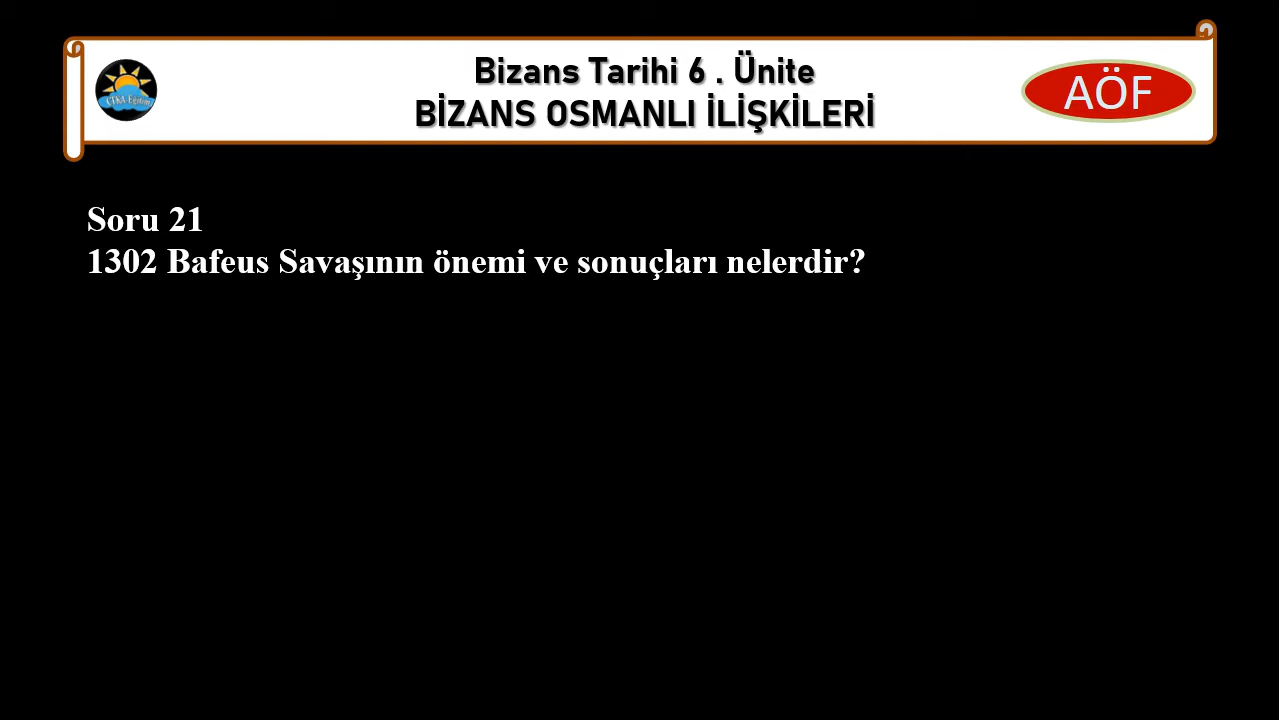 Bizans Tarihi 6 . Ünite
BİZANS OSMANLI İLİŞKİLERİ
AÖF
Soru 21
1302 Bafeus Savaşının önemi ve sonuçları nelerdir?